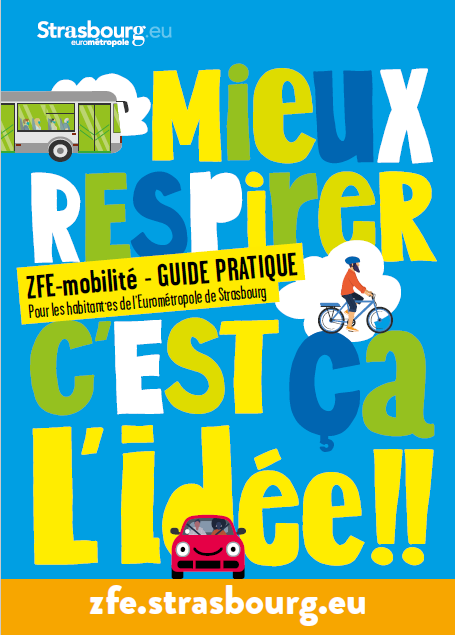 Strasbourg.eu
eurométropole
MieUX
RESPiReR
ZFE-mobilité - GUIDE PRATIQUE
Pour les habitant·es de l'Eurométropole de Strasbourg
C'EST ça
L'idée!!
zfe.strasbourg.eu